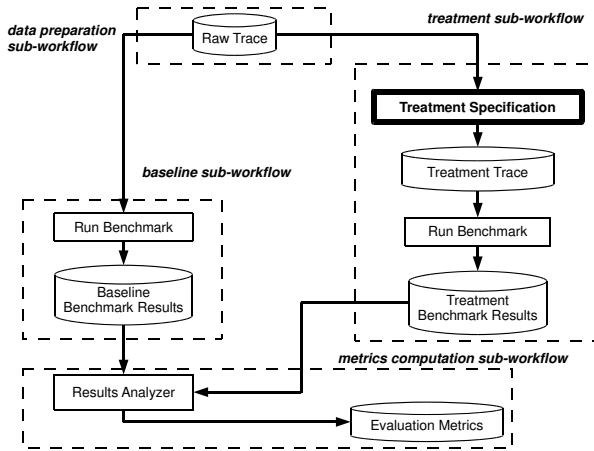 data preparation
sub-workflow
Raw Trace
treatment sub-workflow
Treatment Specification
Treatment Trace
baseline sub-workflow
Run Benchmark
Run Benchmark
Baseline
Benchmark Results
Treatment
Benchmark Results
metrics computation sub-workflow
Results Analyzer
Evaluation Metrics